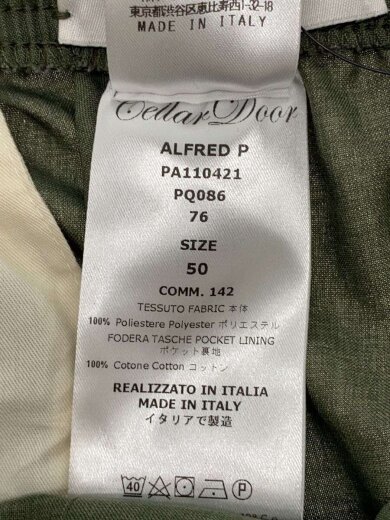 東京都渋谷区恵比寿西1-32-18
MADE IN ITALY
Cellar Door
ALFRED P
PA110421
PQ086
76
SIZE
50
COMM. 142
TESSUTO FABRIC 本体
100% Poliestere Polyester ポリエステル
FODERA TASCHE POCKET LINING
ポケット裏地
100% Cotone Cotton コットン
REALIZZATO IN ITALIA
MADE IN ITALY
イタリアで製造
40 P